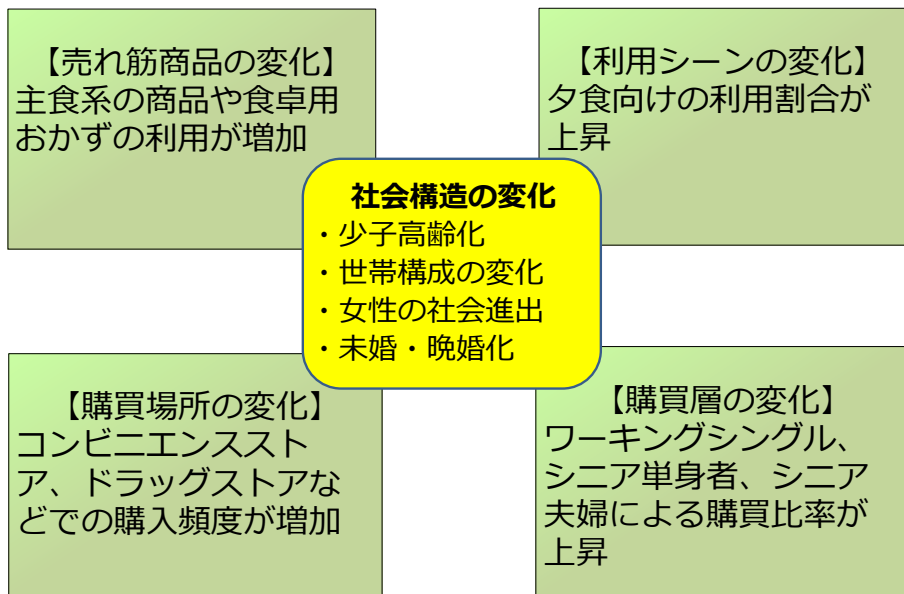 【売れ筋商品の変化】
主食系の商品や食卓用
おかずの利用が増加
【利用シーンの変化】
夕食向けの利用割合が
上昇
社会構造の変化
・少子高齢化
・世帯構成の変化
・女性の社会進出
・未婚・晩婚化
【購買場所の変化】
コンビニエンススト
ア、ドラッグストアな
どでの購入頻度が増加
【購買層の変化】
ワーキングシングル、
シニア単身者、シニア
夫婦による購買比率が
上昇